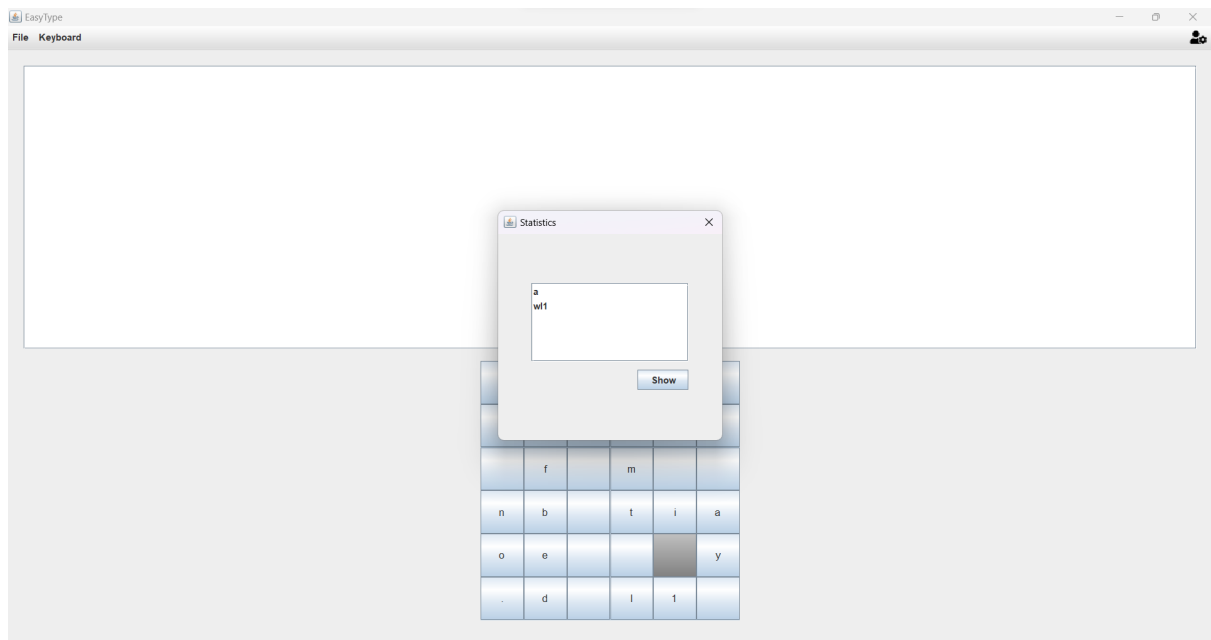 EasyType
File Keyboard
Statistics
a
wl1
Show
f m
n b t i a
o e y
. d l 1